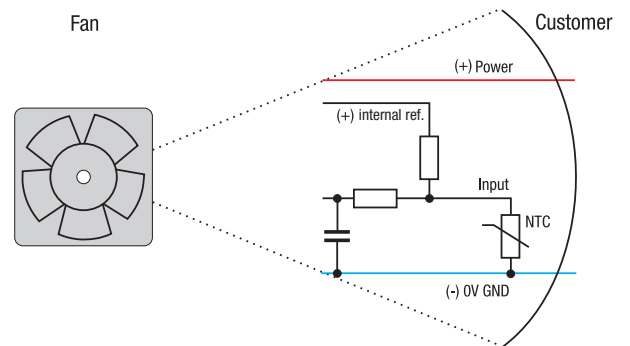 Fan
Customer
(+) Power
(+) internal ref.
Input
NTC
(-) 0V GND